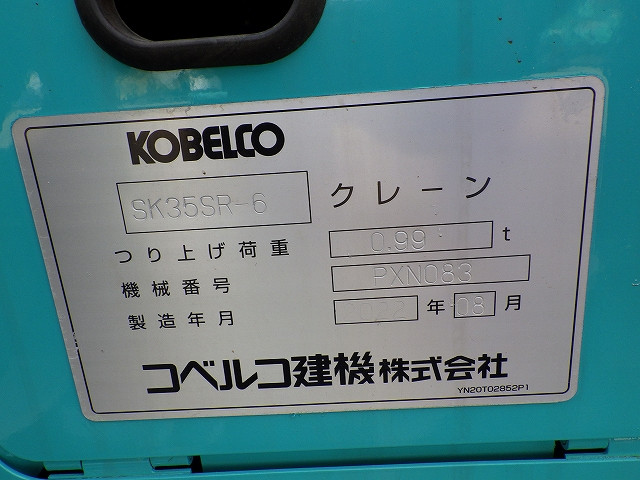 KOBELCO
SK35SR-6 クレーン
つり上げ荷重 0.99 t
機械番号 PXN083
製造年月 2022 年 08 月
コベルコ建機株式会社
YN20T02852P1